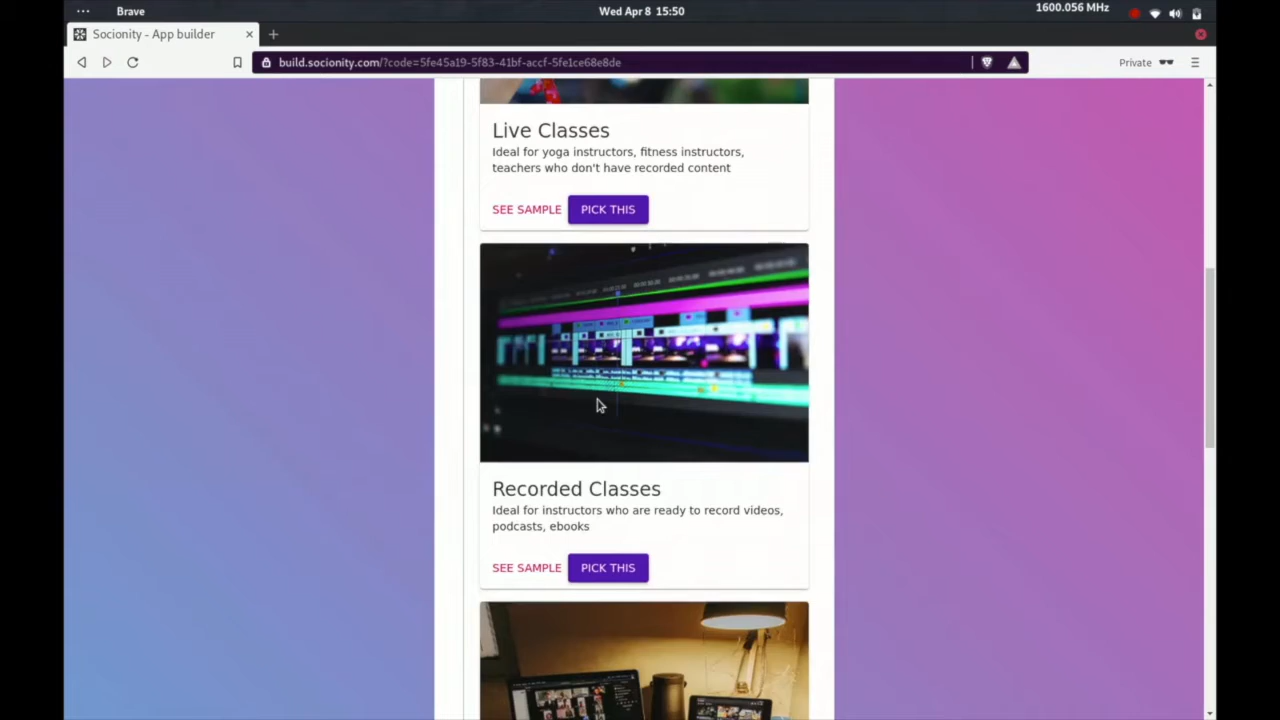 Brave
Wed Apr 8 15:50
1600.056 MHz
Socionity - App builder
build.socionity.com/?code=5fe45a19-5f83-41bf-accf-5fe1ce68e8de
Private
Live Classes
Ideal for yoga instructors, fitness instructors,
teachers who don't have recorded content
SEE SAMPLE
PICK THIS
Recorded Classes
Ideal for instructors who are ready to record videos,
podcasts, ebooks
SEE SAMPLE
PICK THIS